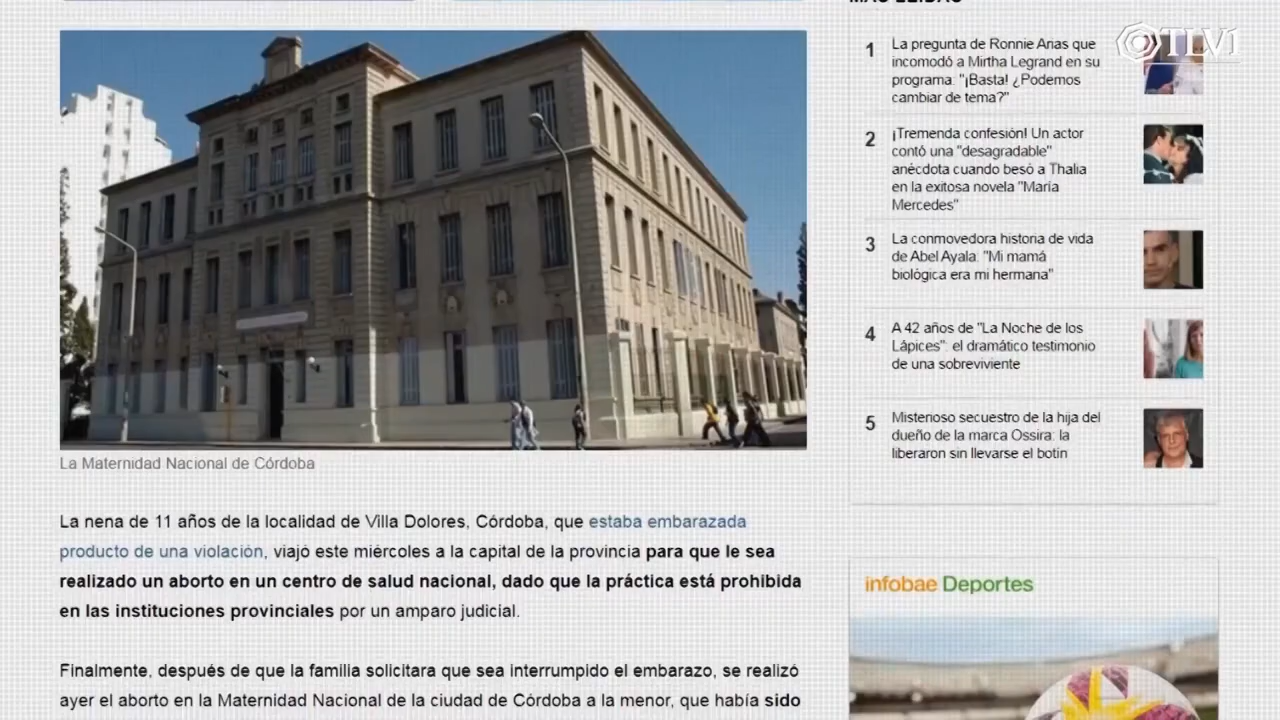 TLV1
La Maternidad Nacional de Córdoba
La nena de 11 años de la localidad de Villa Dolores, Córdoba, que estaba embarazada
producto de una violación, viajó este miércoles a la capital de la provincia para que le sea
realizado un aborto en un centro de salud nacional, dado que la práctica está prohibida
en las instituciones provinciales por un amparo judicial.
Finalmente, después de que la familia solicitara que sea interrumpido el embarazo, se realizó
ayer el aborto en la Maternidad Nacional de la ciudad de Córdoba a la menor, que había sido
1
La pregunta de Ronnie Arias que
incomodó a Mirtha Legrand en su
programa: "¡Basta! ¿Podemos
cambiar de tema?"
2
¡Tremenda confesión! Un actor
contó una "desagradable"
anécdota cuando besó a Thalia
en la exitosa novela "María
Mercedes"
3
La conmovedora historia de vida
de Abel Ayala: "Mi mamá
biológica era mi hermana"
4
A 42 años de "La Noche de los
Lápices": el dramático testimonio
de una sobreviviente
5
Misterioso secuestro de la hija del
dueño de la marca Ossira: la
liberaron sin llevarse el botín
infobae Deportes